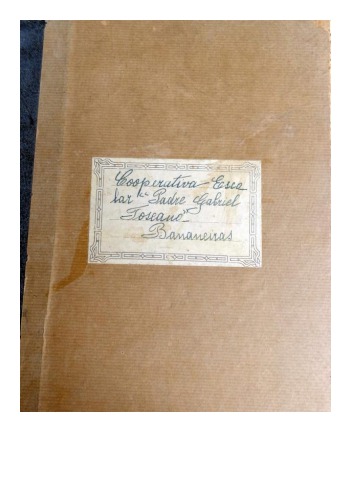 Cooperativa Esco
lar "Padre Gabriel
Toscano"
Bananeiras